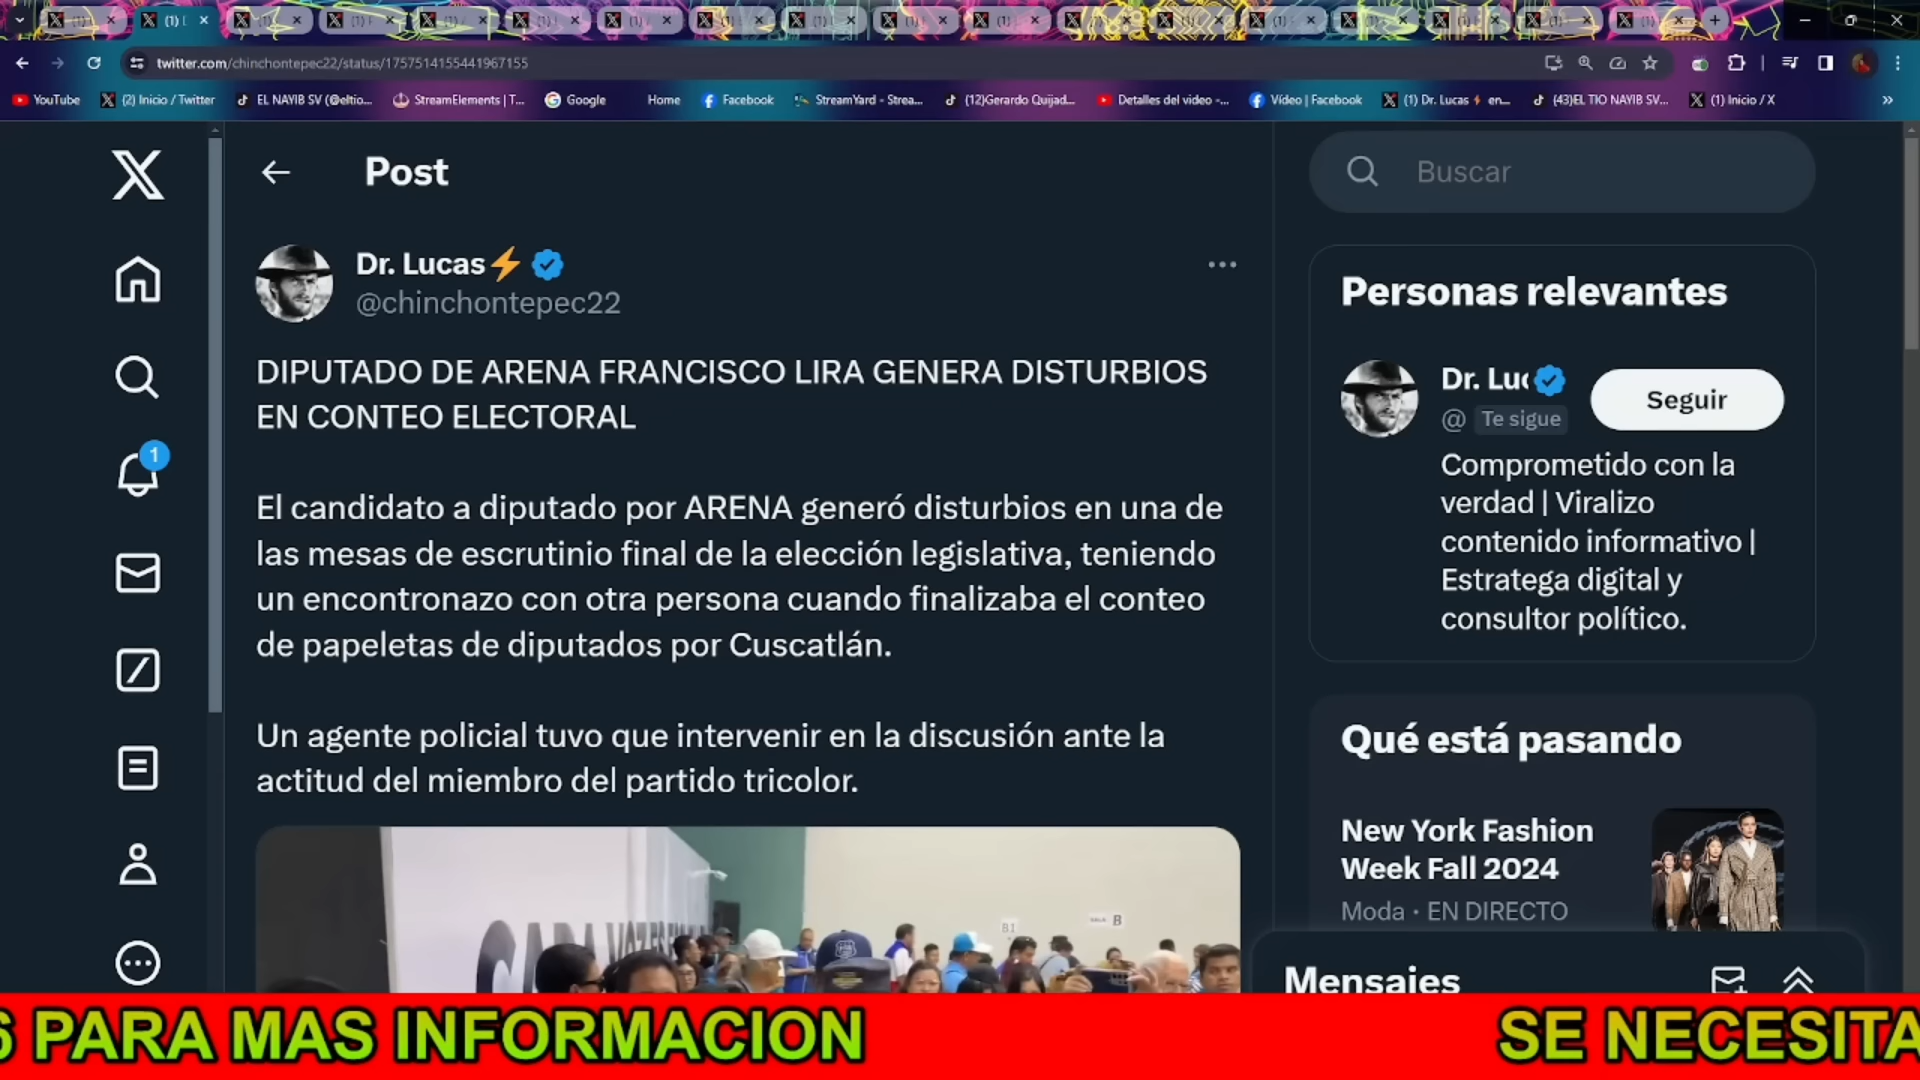 twitter.com/chinchontepec22/status/1757514155441967155
YouTube
(2) Inicio / Twitter
EL NAYIB SV (@eltio...
StreamElements | T...
Google
Home
Facebook
StreamYard - Strea...
(12)Gerardo Quijad...
Detalles del video -...
Vídeo | Facebook
(1) Dr. Lucas⚡ en...
(43)EL TIO NAYIB SV...
(1) Inicio / X
Post
Dr. Lucas⚡
@chinchontepec22
DIPUTADO DE ARENA FRANCISCO LIRA GENERA DISTURBIOS
EN CONTEO ELECTORAL
El candidato a diputado por ARENA generó disturbios en una de
las mesas de escrutinio final de la elección legislativa, teniendo
un encontronazo con otra persona cuando finalizaba el conteo
de papeletas de diputados por Cuscatlán.
Un agente policial tuvo que intervenir en la discusión ante la
actitud del miembro del partido tricolor.
1
Buscar
Personas relevantes
Dr. Luc
@ Te sigue
Seguir
Comprometido con la
verdad | Viralizo
contenido informativo |
Estratega digital y
consultor político.
Qué está pasando
New York Fashion
Week Fall 2024
Moda · EN DIRECTO
Mensajes
B1
B
6 PARA MAS INFORMACION
SE NECESITA